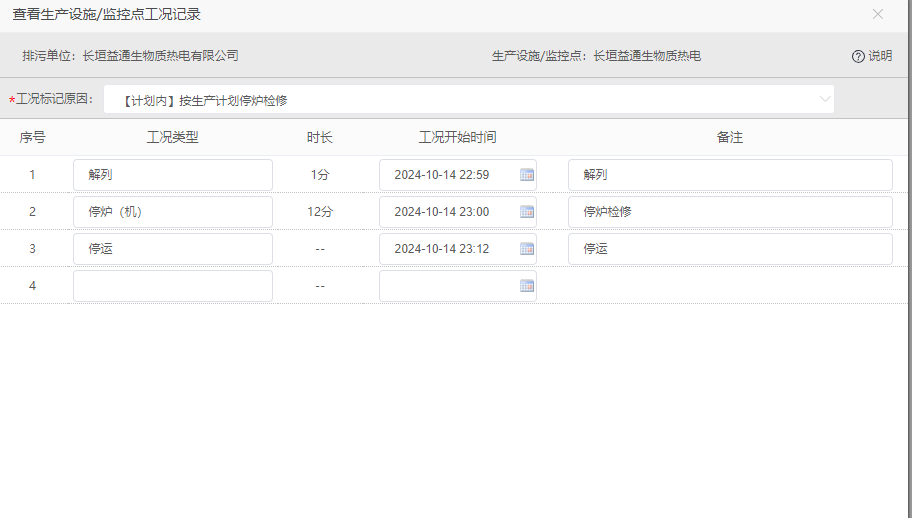 查看生产设施/监控点工况记录
排污单位：长垣益通生物质热电有限公司 生产设施/监控点：长垣益通生物质热电 说明
*工况标记原因： 【计划内】按生产计划停炉检修
序号 工况类型 时长 工况开始时间 备注
1 解列 1分 2024-10-14 22:59 解列
2 停炉（机） 12分 2024-10-14 23:00 停炉检修
3 停运 -- 2024-10-14 23:12 停运
4 --